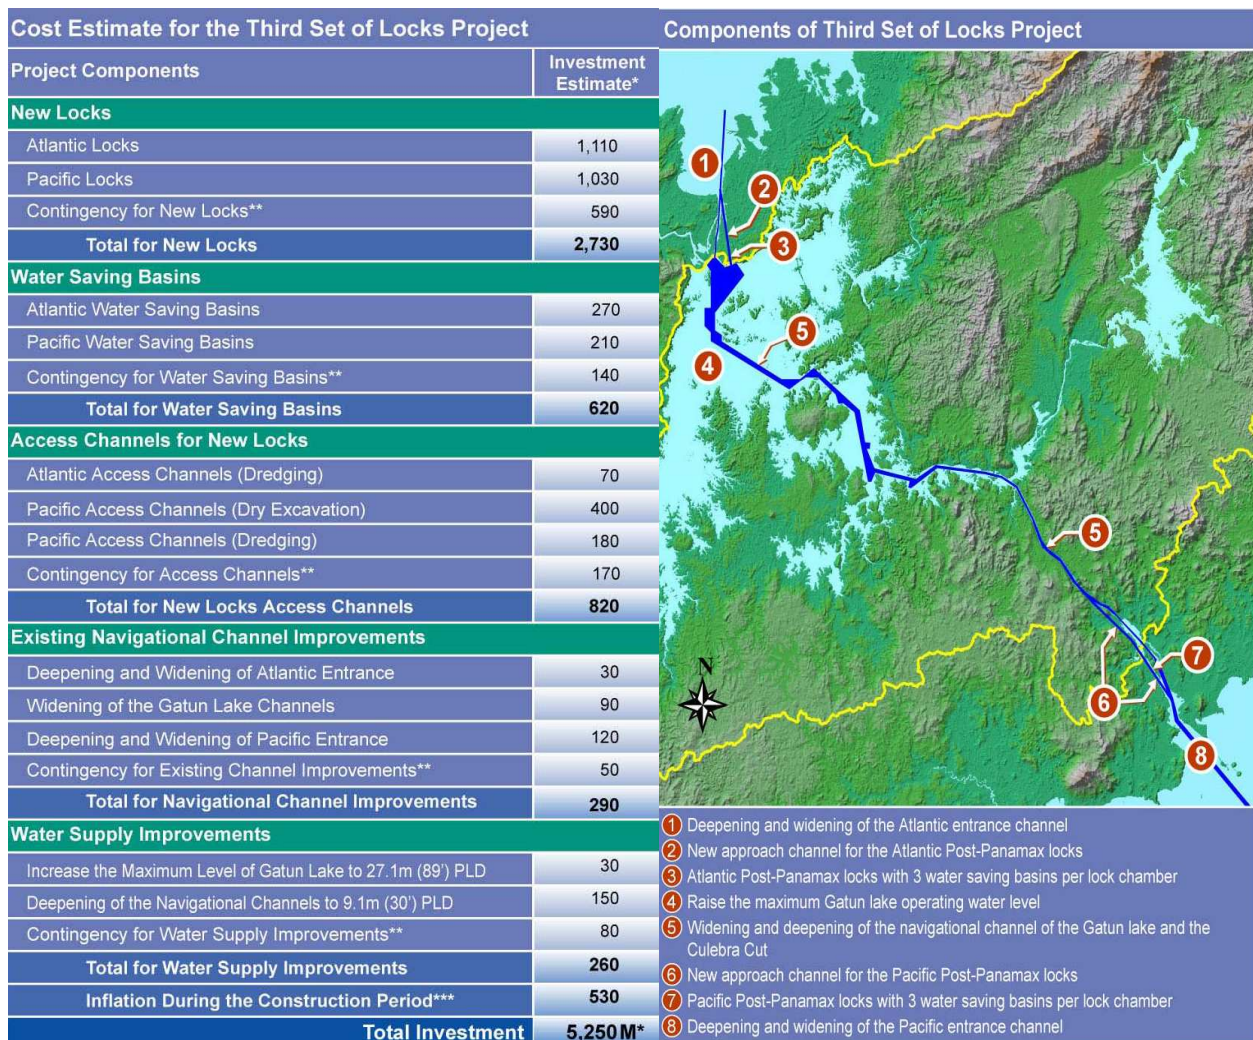 Cost Estimate for the Third Set of Locks Project
Project Components
Investment
Estimate*
New Locks
Atlantic Locks 1,110
Pacific Locks 1,030
Contingency for New Locks** 590
Total for New Locks 2,730
Water Saving Basins
Atlantic Water Saving Basins 270
Pacific Water Saving Basins 210
Contingency for Water Saving Basins** 140
Total for Water Saving Basins 620
Access Channels for New Locks
Atlantic Access Channels (Dredging) 70
Pacific Access Channels (Dry Excavation) 400
Pacific Access Channels (Dredging) 180
Contingency for Access Channels** 170
Total for New Locks Access Channels 820
Existing Navigational Channel Improvements
Deepening and Widening of Atlantic Entrance 30
Widening of the Gatun Lake Channels 90
Deepening and Widening of Pacific Entrance 120
Contingency for Existing Channel Improvements** 50
Total for Navigational Channel Improvements 290
Water Supply Improvements
Increase the Maximum Level of Gatun Lake to 27.1m (89') PLD 30
Deepening of the Navigational Channels to 9.1m (30') PLD 150
Contingency for Water Supply Improvements** 80
Total for Water Supply Improvements 260
Inflation During the Construction Period*** 530
Total Investment 5,250 M*
Components of Third Set of Locks Project
1
2
3
5
4
5
7
6
8
N
1 Deepening and widening of the Atlantic entrance channel
2 New approach channel for the Atlantic Post-Panamax locks
3 Atlantic Post-Panamax locks with 3 water saving basins per lock chamber
4 Raise the maximum Gatun lake operating water level
5 Widening and deepening of the navigational channel of the Gatun lake and the
Culebra Cut
6 New approach channel for the Pacific Post-Panamax locks
7 Pacific Post-Panamax locks with 3 water saving basins per lock chamber
8 Deepening and widening of the Pacific entrance channel